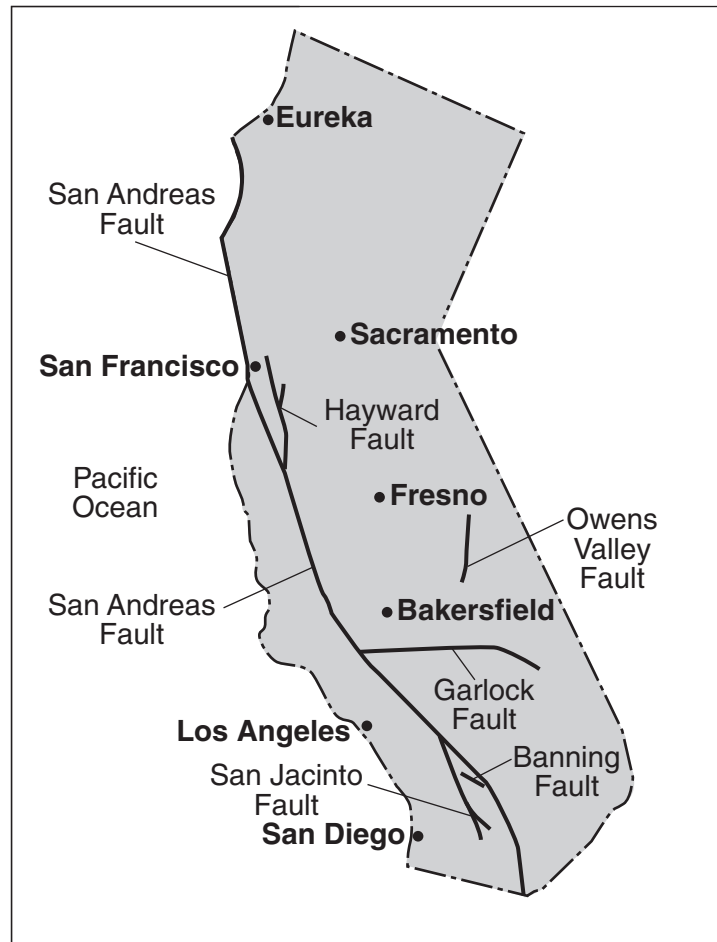 Eureka
San Andreas
Fault
Sacramento
San Francisco
Hayward
Fault
Pacific
Ocean
Fresno
Owens
Valley
Fault
San Andreas
Fault
Bakersfield
Garlock
Fault
Los Angeles
Banning
Fault
San Jacinto
Fault
San Diego